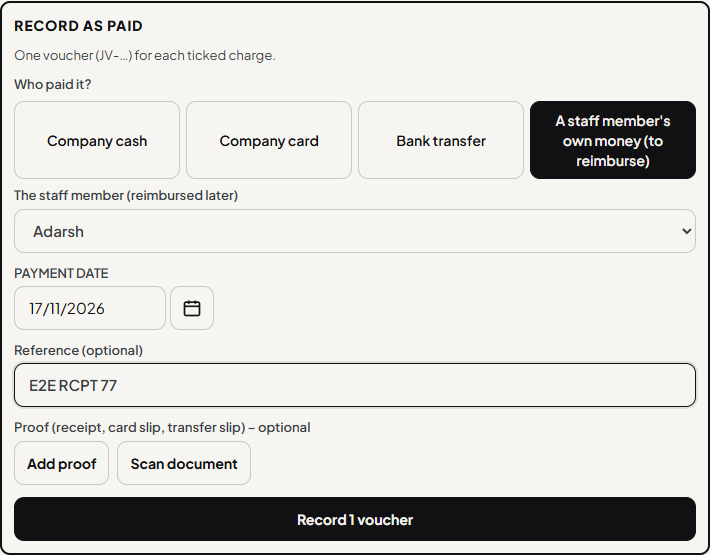 RECORD AS PAID
One voucher (JV-...) for each ticked charge.
Who paid it?
Company cash
Company card
Bank transfer
A staff member's
own money (to
reimburse)
The staff member (reimbursed later)
Adarsh
PAYMENT DATE
17/11/2026
Reference (optional)
E2E RCPT 77
Proof (receipt, card slip, transfer slip) – optional
Add proof
Scan document
Record 1 voucher